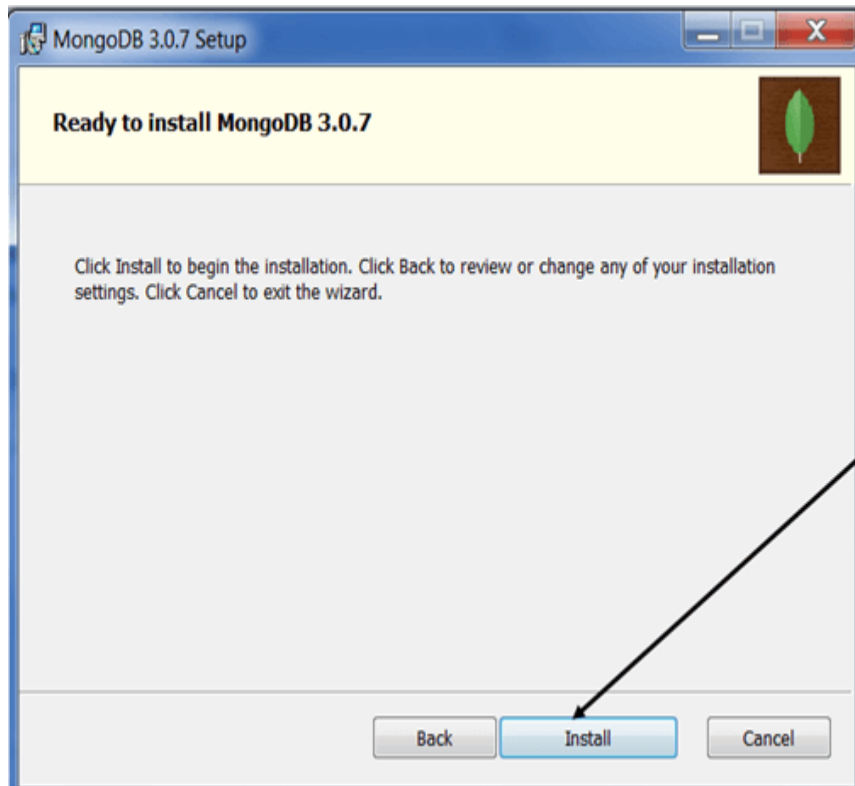 MongoDB 3.0.7 Setup
Ready to install MongoDB 3.0.7
Click Install to begin the installation. Click Back to review or change any of your installation
settings. Click Cancel to exit the wizard.
Back Install Cancel